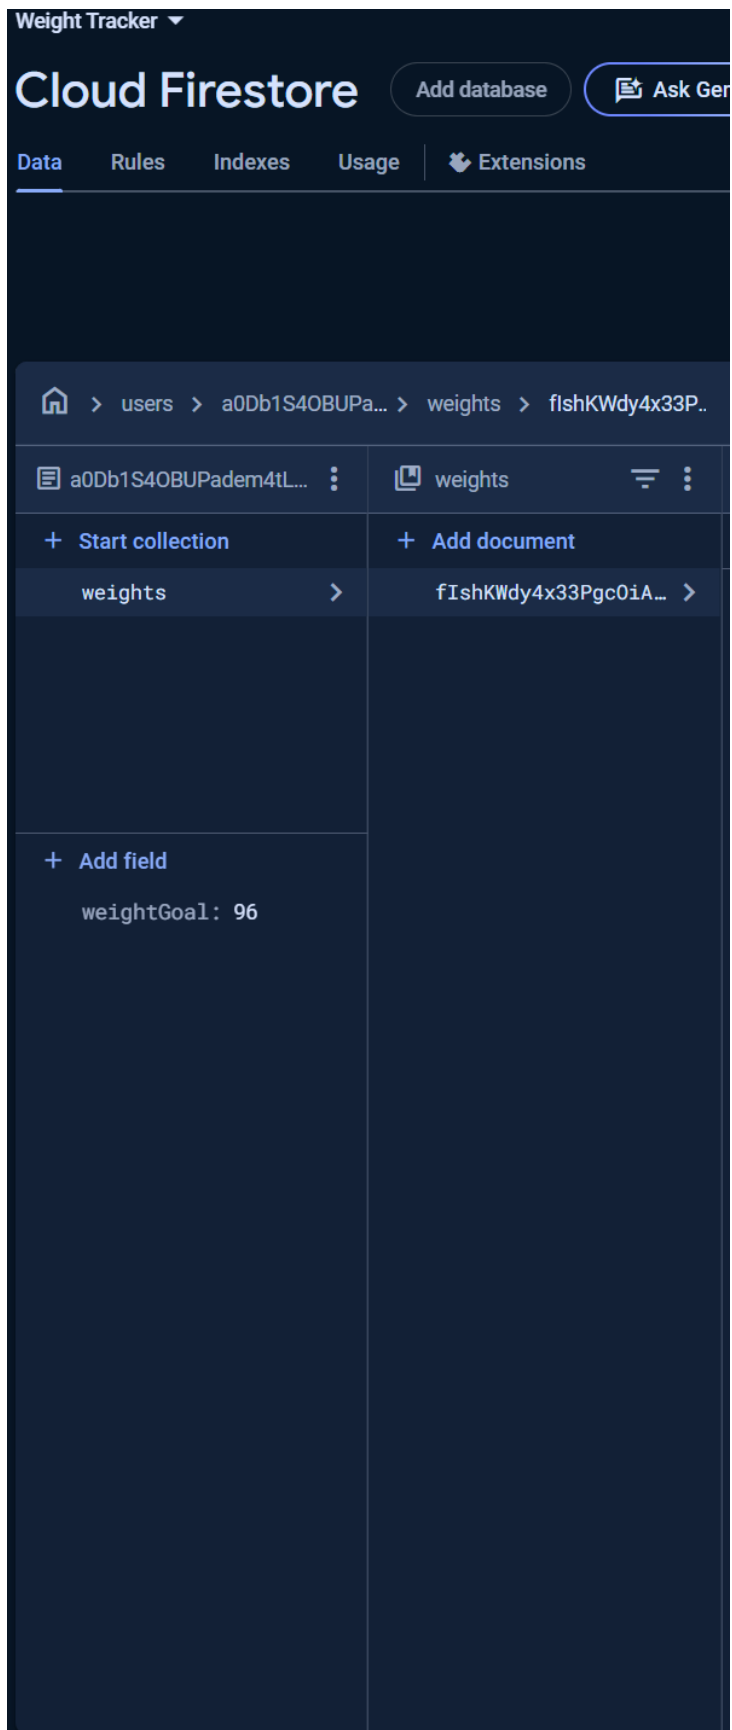 Weight Tracker
Cloud Firestore
Add database
Ask Ger
Data Rules Indexes Usage Extensions
> users > a0Db1S4OBUPa... > weights > fIshKWdy4x33P..
a0Db1S4OBUPadem4tL...
weights
+ Start collection
+ Add document
weights
fIshKWdy4x33PgcOiA…
+ Add field
weightGoal: 96